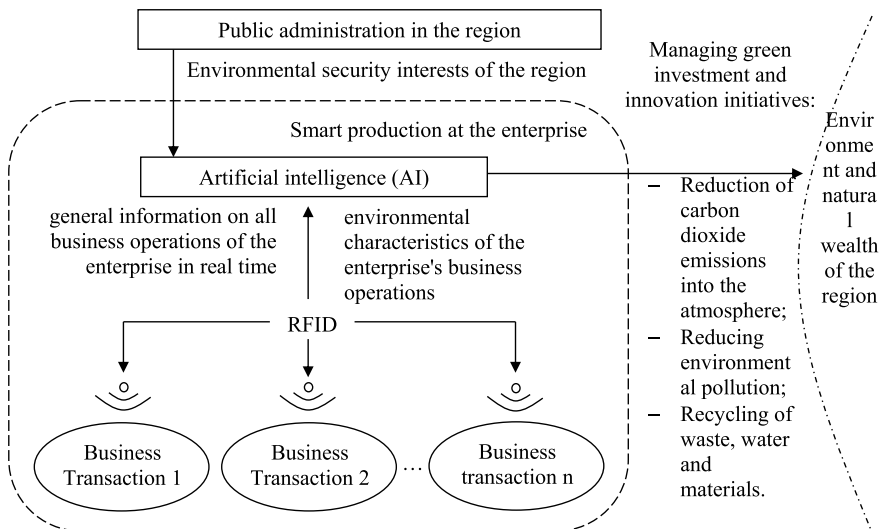 Public administration in the region
Environmental security interests of the region
Managing green
investment and
innovation initiatives:
Smart production at the enterprise
Artificial intelligence (AI)
general information on all
business operations of the
enterprise in real time
environmental
characteristics of the
enterprise's business
operations
RFID
Business
Transaction 1
Business
Transaction 2
...
Business
transaction n
– Reduction of
carbon
dioxide
emissions
into the
atmosphere;
– Reducing
environment
al pollution;
– Recycling of
waste, water
and
materials.
Envir
onme
nt and
natura
l
wealth
of the
region